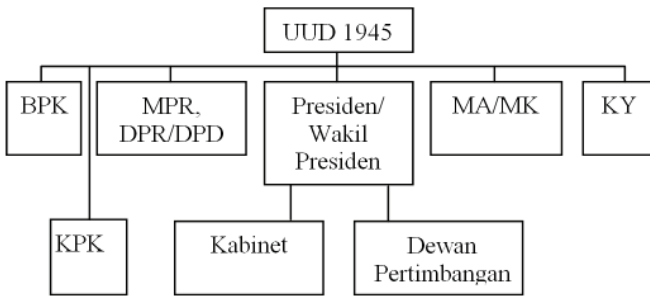 UUD 1945
BPK
MPR,
DPR/DPD
Presiden/
Wakil
Presiden
MA/MK
KY
KPK
Kabinet
Dewan
Pertimbangan